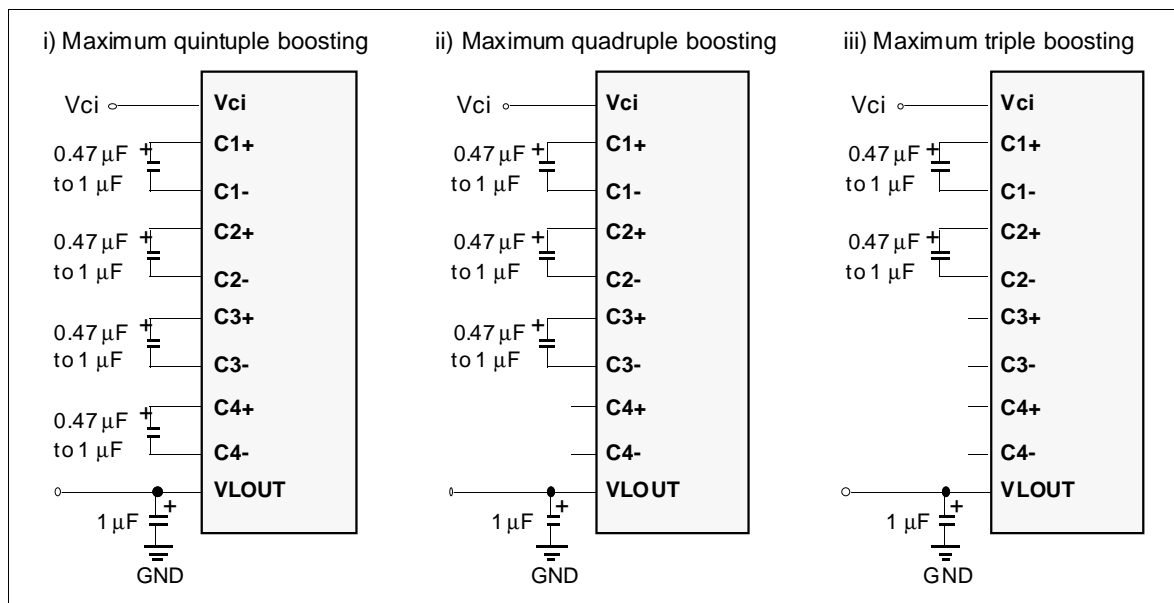 i) Maximum quintuple boosting
Vci
Vci
0.47 µF
to 1 µF
+
C1+
C1-
0.47 µF
to 1 µF
+
C2+
C2-
0.47 µF
to 1 µF
+
C3+
C3-
0.47 µF
to 1 µF
+
C4+
C4-
VLOUT
1 µF
+
GND
ii) Maximum quadruple boosting
Vci
Vci
0.47 µF
to 1 µF
+
C1+
C1-
0.47 µF
to 1 µF
+
C2+
C2-
0.47 µF
to 1 µF
+
C3+
C3-
C4+
C4-
VLOUT
1 µF
+
GND
iii) Maximum triple boosting
Vci
Vci
0.47 µF
to 1 µF
+
C1+
C1-
0.47 µF
to 1 µF
+
C2+
C2-
C3+
C3-
C4+
C4-
VLOUT
1 µF
+
GND